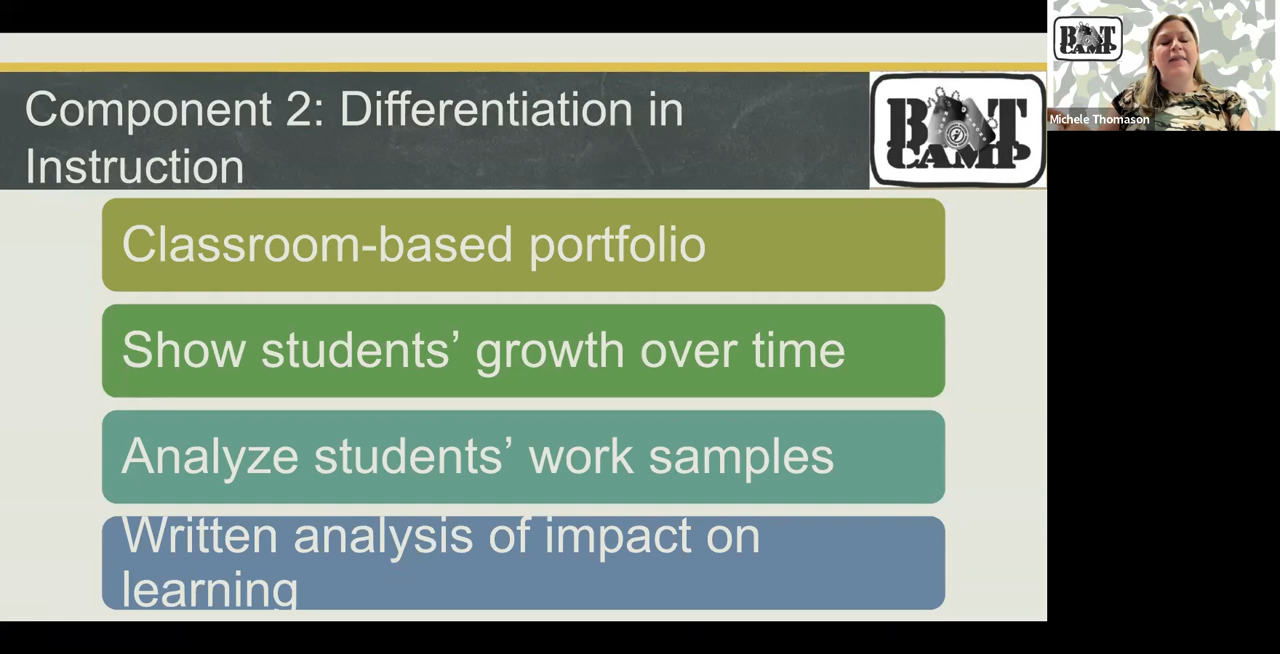 Component 2: Differentiation in
Instruction
BOOT
CAMP
Classroom-based portfolio
Show students’ growth over time
Analyze students’ work samples
Written analysis of impact on
learning
BOOT
CAMP
Michele Thomason